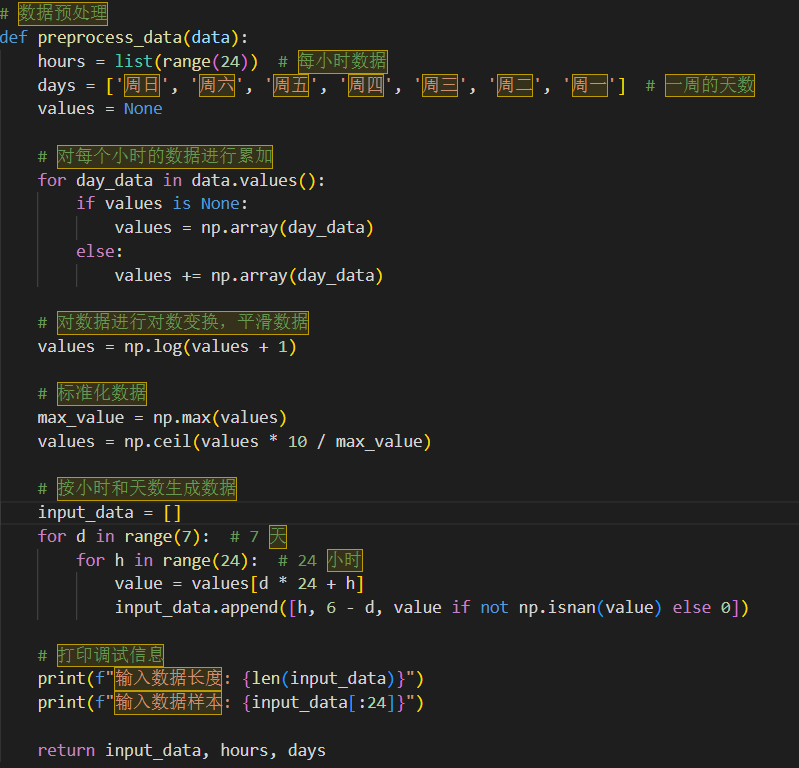 # 数据预处理
def preprocess_data(data):
    hours = list(range(24))  # 每小时数据
    days = ['周日', '周六', '周五', '周四', '周三', '周二', '周一']  # 一周的天数
    values = None
    # 对每个小时的数据进行累加
    for day_data in data.values():
        if values is None:
            values = np.array(day_data)
        else:
            values += np.array(day_data)
    # 对数据进行对数变换，平滑数据
    values = np.log(values + 1)
    # 标准化数据
    max_value = np.max(values)
    values = np.ceil(values * 10 / max_value)
    # 按小时和天数生成数据
    input_data = []
    for d in range(7):  # 7 天
        for h in range(24):  # 24 小时
            value = values[d * 24 + h]
            input_data.append([h, 6 - d, value if not np.isnan(value) else 0])
    # 打印调试信息
    print(f"输入数据长度: {len(input_data)}")
    print(f"输入数据样本: {input_data[:24]}")
    return input_data, hours, days